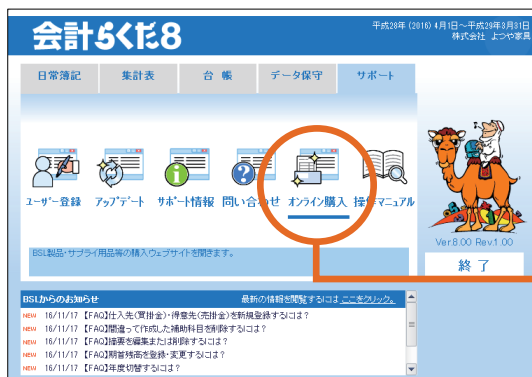 会計らくだ8
平成28年(2016)4月1日～平成29年3月31日
株式会社 よつや家具
日常簿記 集計表 台 帳 データ保守 サポート
ユーザー登録 アップデート サポート情報 問い合わせ オンライン購入 操作マニュアル
BSL製品・サプライ用品等の購入ウェブサイトを開きます。
Ver.8.00 Rev.1.00
終 了
BSLからのお知らせ 最新の情報を閲覧するにはここをクリック。
NEW 16/11/17 【FAQ】仕入先(買掛金)・得意先(売掛金)を新規登録するには？
NEW 16/11/17 【FAQ】間違って作成した補助科目を削除するには？
NEW 16/11/17 【FAQ】摘要を編集または削除するには？
NEW 16/11/17 【FAQ】期首残高を登録・変更するには？
NEW 16/11/17 【FAQ】年度切替するには？